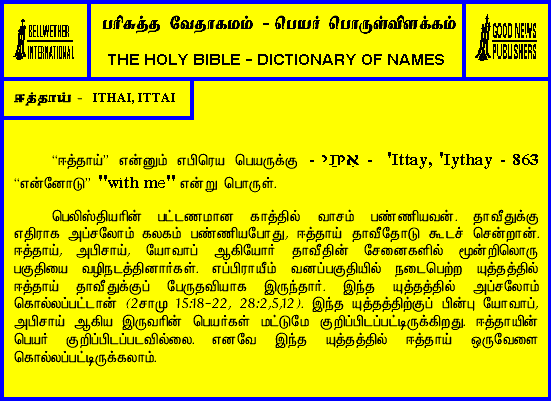 BELLWETHER
INTERNATIONAL
பரிசுத்த வேதாகமம் - பெயர் பொருள்விளக்கம்
THE HOLY BIBLE - DICTIONARY OF NAMES
GOOD NEWS
PUBLISHERS
ஈத்தாய் - ITHAI, ITTAI
“ஈத்தாய்” என்னும் எபிரெய பெயருக்கு - אִיתַּי - 'Ittay, 'Iythay - 863
“என்னோடு” "with me" என்று பொருள்.
பெலிஸ்தியரின் பட்டணமான காத்தில் வாசம் பண்ணியவன். தாவீதுக்கு
எதிராக அப்சலோம் கலகம் பண்ணியபோது, ஈத்தாய் தாவீதோடு கூடச் சென்றான்.
ஈத்தாய், அபிசாய், யோவாப் ஆகியோர் தாவீதின் சேனைகளில் மூன்றிலொரு
பகுதியை வழிநடத்தினார்கள். எப்பிராயீம் வனப்பகுதியில் நடைபெற்ற யுத்தத்தில்
ஈத்தாய் தாவீதுக்குப் பேருதவியாக இருந்தார். இந்த யுத்தத்தில் அப்சலோம்
கொல்லப்பட்டான் (2சாமு 15:18-22, 28:2,5,12). இந்த யுத்தத்திற்குப் பின்பு யோவாப்,
அபிசாய் ஆகிய இருவரின் பெயர்கள் மட்டுமே குறிப்பிடப்பட்டிருக்கிறது. ஈத்தாயின்
பெயர் குறிப்பிடப்படவில்லை. எனவே இந்த யுத்தத்தில் ஈத்தாய் ஒருவேளை
கொல்லப்பட்டிருக்கலாம்.